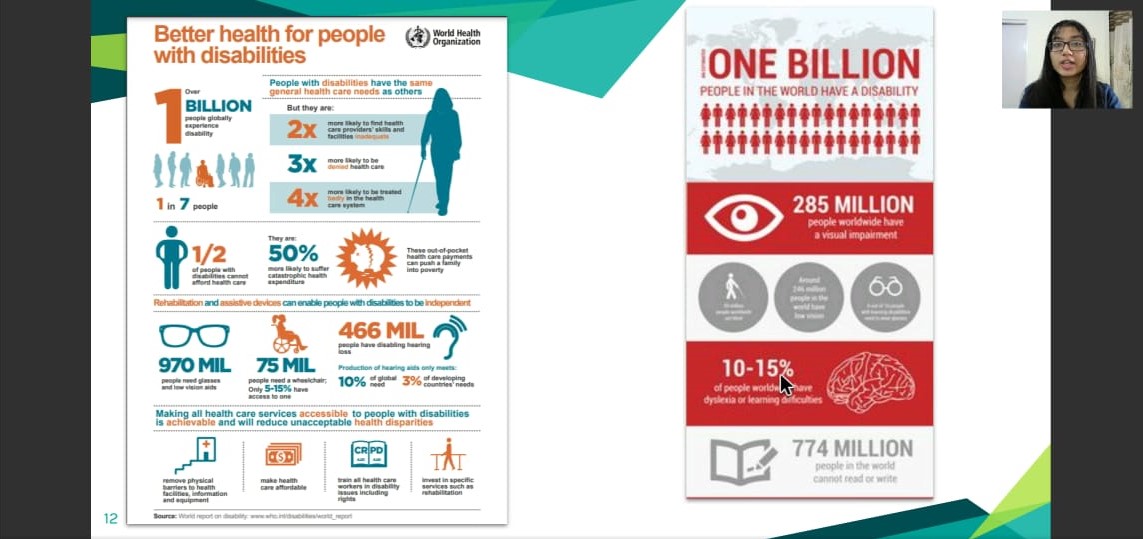 Better health for people
with disabilities
World Health
Organization
Over
1 BILLION
people globally
experience
disability
1 in 7 people
People with disabilities have the same
general health care needs as others
But they are:
2x
more likely to find health
care providers' skills and
facilities inadequate
3x
more likely to be
denied health care
4x
more likely to be treated
badly in the health
care system
1/2
of people with
disabilities cannot
afford health care
They are:
50%
more likely to suffer
catastrophic health
expenditure
These out-of-pocket
health care payments
can push a family
into poverty
Rehabilitation and assistive devices can enable people with disabilities to be independent
970 MIL
people need glasses
and low vision aids
75 MIL
people need a wheelchair;
Only 5-15% have
access to one
466 MIL
people have disabling hearing
loss
Production of hearing aids only meets:
10% of global
need
3% of developing
countries' needs
Making all health care services accessible to people with disabilities
is achievable and will reduce unacceptable health disparities
remove physical
barriers to health
facilities, information
and equipment
make health
care affordable
CRPD
train all health care
workers in disability
issues including
rights
invest in specific
services such as
rehabilitation
Source: World report on disability: www.who.int/disabilities/world_report
12
ONE BILLION
PEOPLE IN THE WORLD HAVE A DISABILITY
285 MILLION
people worldwide have
a visual impairment
Around
246 million
people in the
world have
low vision
10-15%
of people have
dyslexia or learning difficulties
774 MILLION
people in the world
cannot read or write